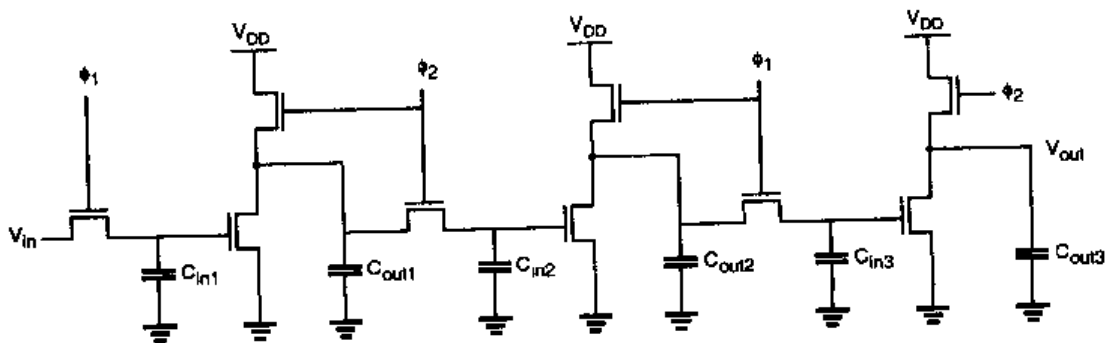 V_DD
V_DD
V_DD
ϕ1
ϕ2
ϕ1
ϕ2
V_out
V_in
C_in1
C_out1
C_in2
C_out2
C_in3
C_out3